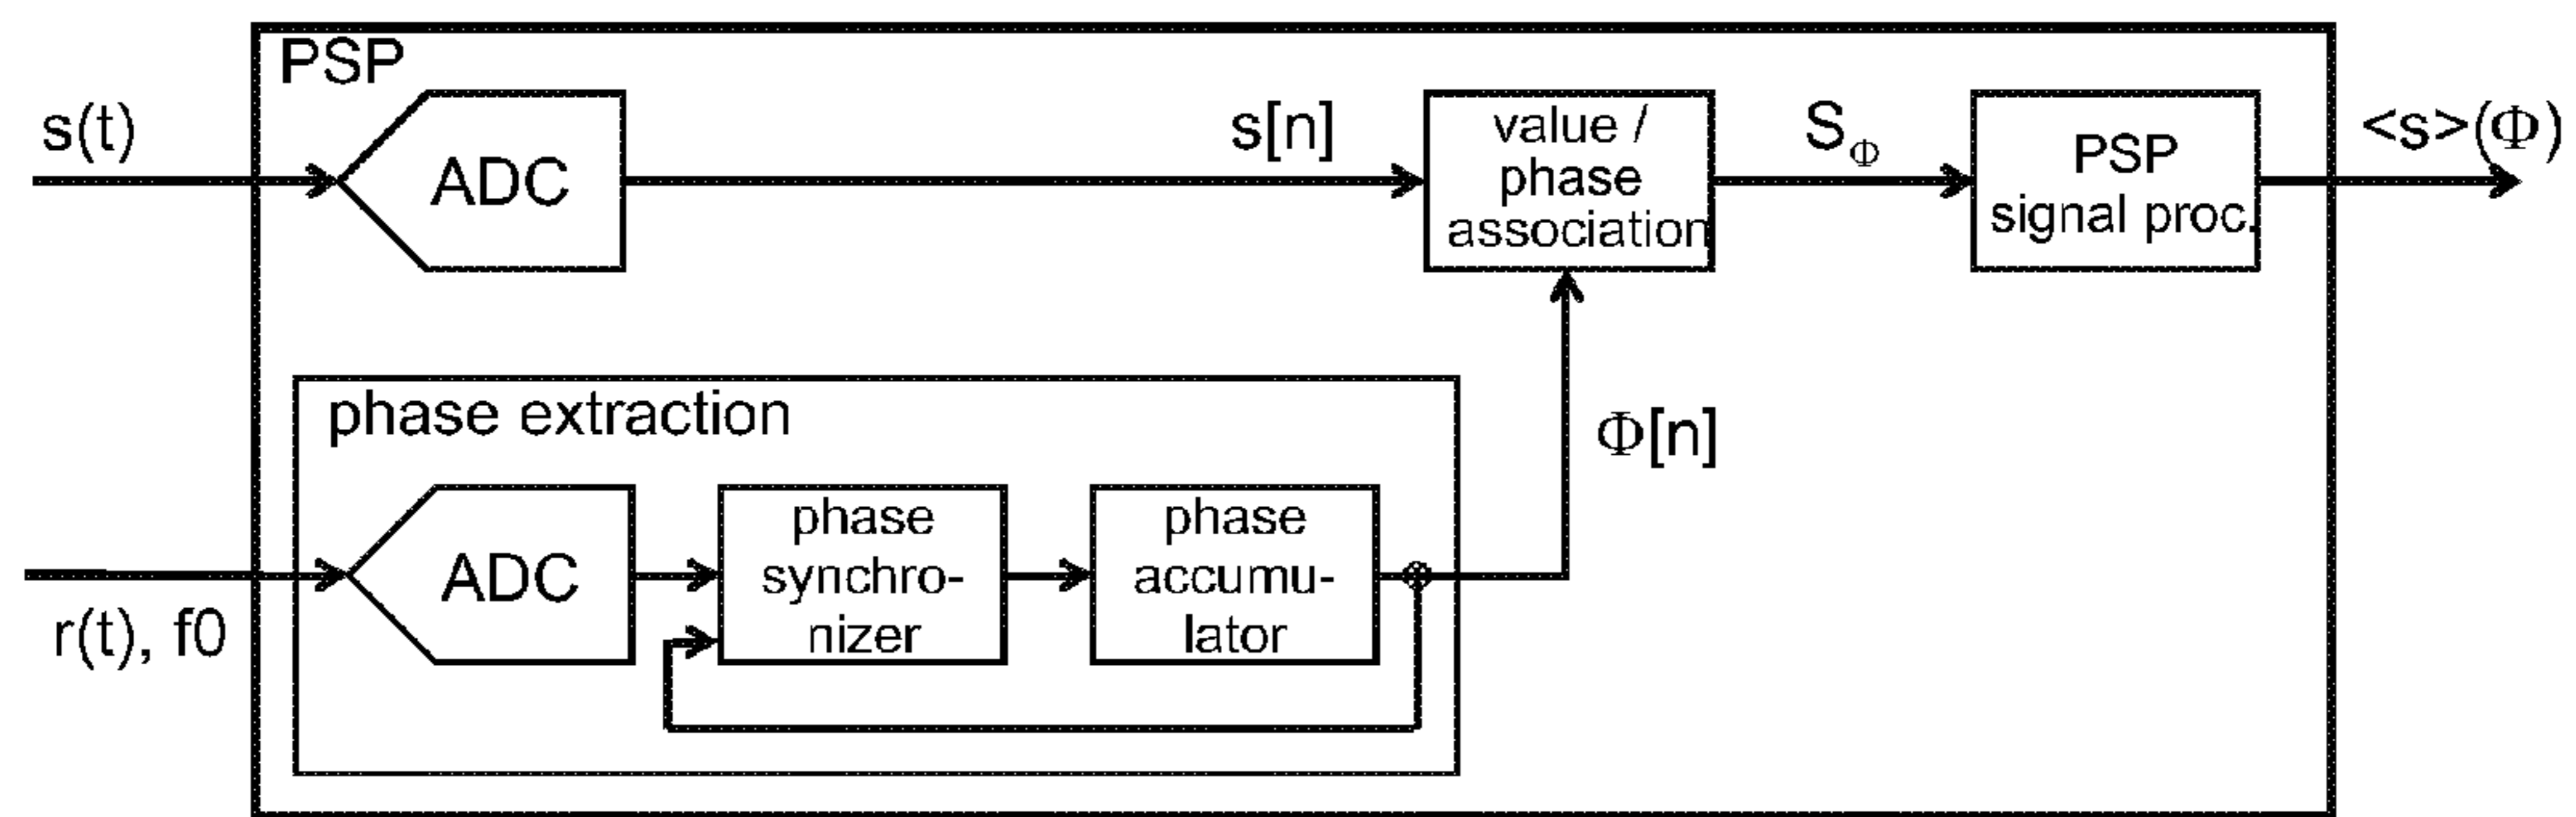 PSP
s(t)
ADC
s[n]
value /
phase
association
SΦ
PSP
signal proc.
<s>(Φ)
phase extraction
Φ[n]
r(t), f0
ADC
phase
synchro-
nizer
phase
accumu-
lator